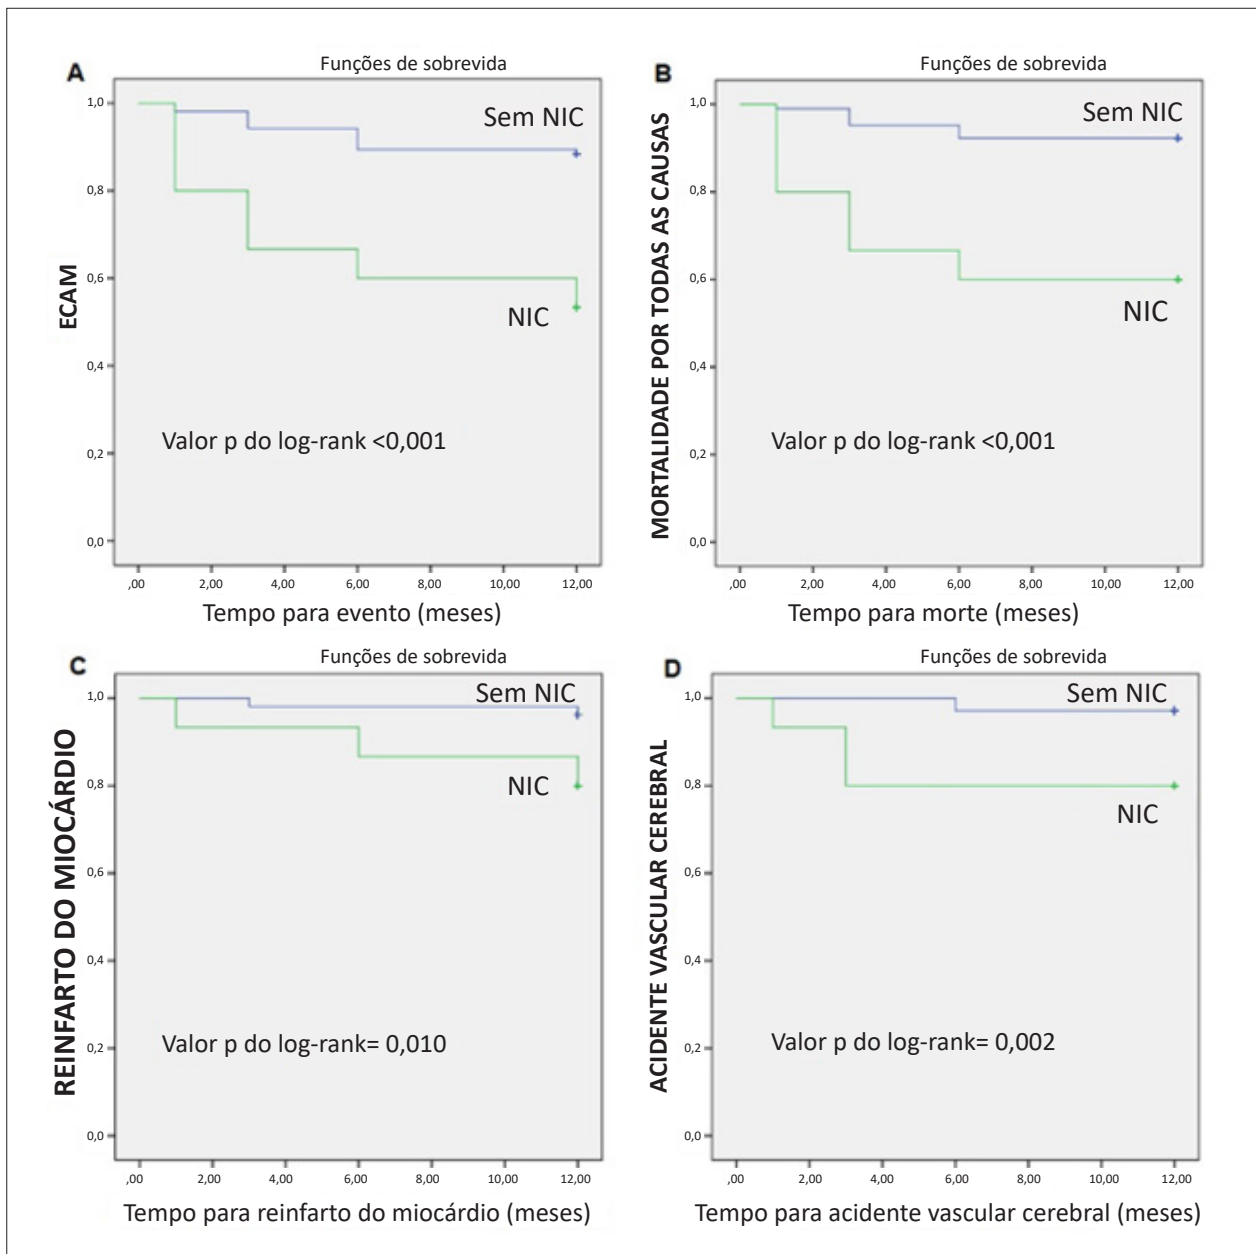 A
Funções de sobrevida
ECAM
1,0
0,8
0,6
0,4
0,2
0,0
Sem NIC
NIC
Valor p do log-rank <0,001
,00 2,00 4,00 6,00 8,00 10,00 12,00
Tempo para evento (meses)
B
Funções de sobrevida
MORTALIDADE POR TODAS AS CAUSAS
1,0
0,8
0,6
0,4
0,2
0,0
Sem NIC
NIC
Valor p do log-rank <0,001
,00 2,00 4,00 6,00 8,00 10,00 12,00
Tempo para morte (meses)
C
Funções de sobrevida
REINFARTO DO MIOCÁRDIO
1,0
0,8
0,6
0,4
0,2
0,0
Sem NIC
NIC
Valor p do log-rank= 0,010
,00 2,00 4,00 6,00 8,00 10,00 12,00
Tempo para reinfarto do miocárdio (meses)
D
Funções de sobrevida
ACIDENTE VASCULAR CEREBRAL
1,0
0,8
0,6
0,4
0,2
0,0
Sem NIC
NIC
Valor p do log-rank= 0,002
,00 2,00 4,00 6,00 8,00 10,00 12,00
Tempo para acidente vascular cerebral (meses)